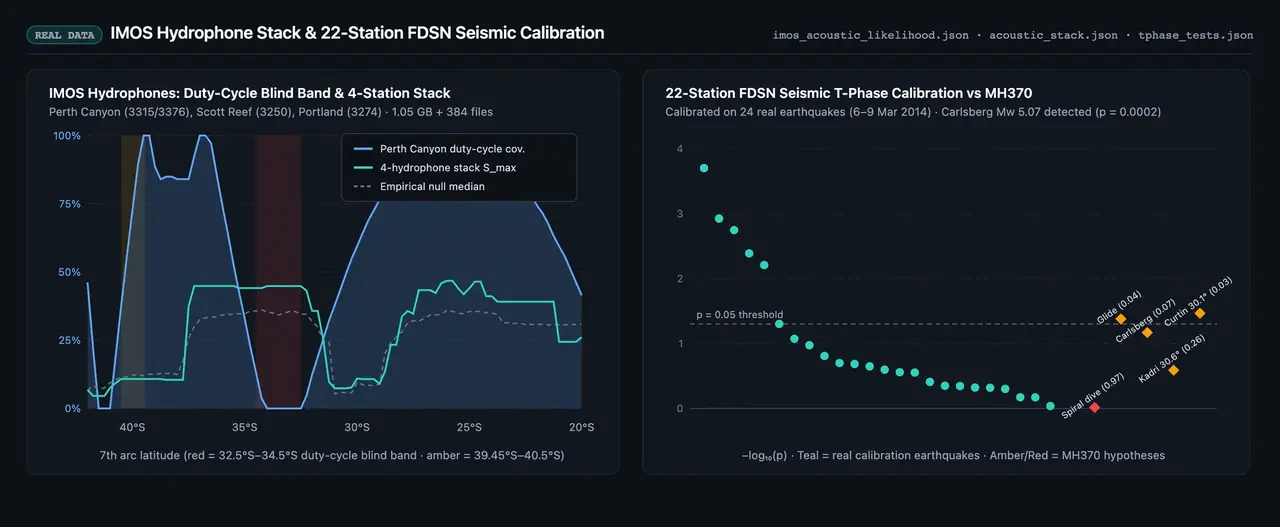 REAL DATA IMOS Hydrophone Stack & 22-Station FDSN Seismic Calibration
imos_acoustic_likelihood.json · acoustic_stack.json · tphase_tests.json
IMOS Hydrophones: Duty-Cycle Blind Band & 4-Station Stack
Perth Canyon (3315/3376), Scott Reef (3250), Portland (3274) · 1.05 GB + 384 files
100%
75%
50%
25%
0%
Perth Canyon duty-cycle cov.
4-hydrophone stack S_max
Empirical null median
40°S 35°S 30°S 25°S 20°S
7th arc latitude (red = 32.5°S–34.5°S duty-cycle blind band · amber = 39.45°S–40.5°S)
22-Station FDSN Seismic T-Phase Calibration vs MH370
Calibrated on 24 real earthquakes (6–9 Mar 2014) · Carlsberg Mw 5.07 detected (p = 0.0002)
4
3
2
1
0
p = 0.05 threshold
Spiral dive (0.97)
Glide (0.04)
Carlsberg (0.07)
Kadri 30.6° (0.26)
Curtin 30.1° (0.03)
−log₁₀(p) · Teal = real calibration earthquakes · Amber/Red = MH370 hypotheses